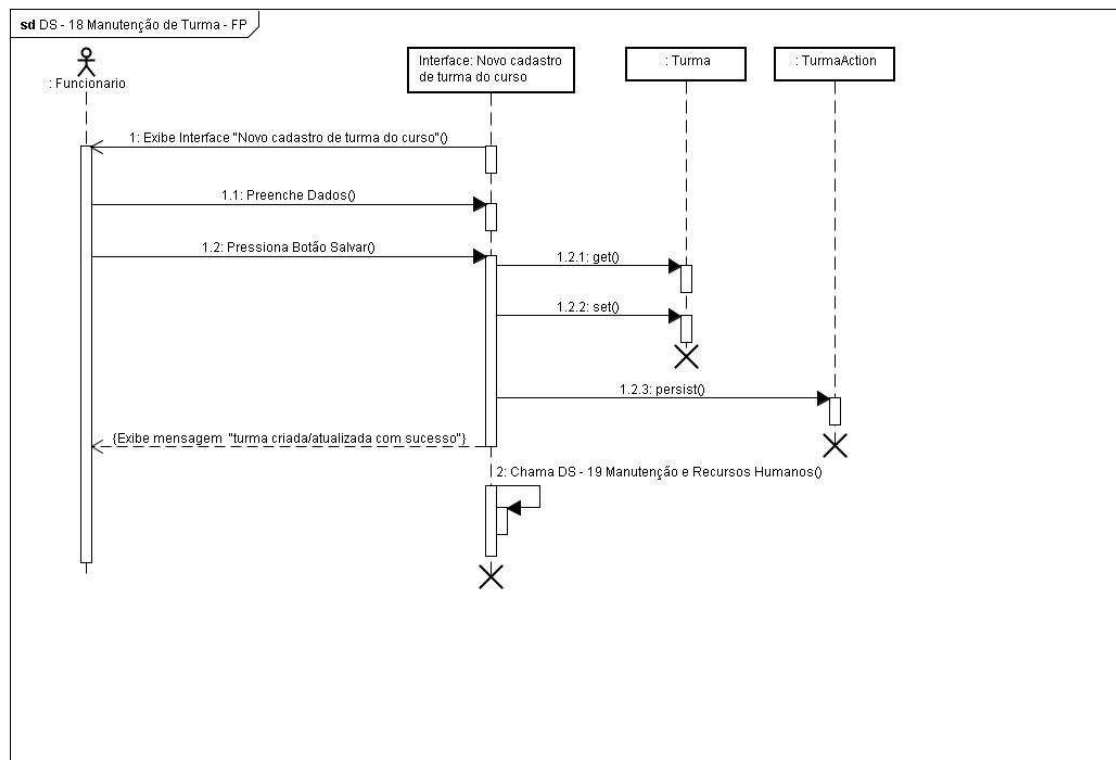 sd DS - 18 Manutenção de Turma - FP
: Funcionario
Interface: Novo cadastro
de turma do curso
: Turma
: TurmaAction
1: Exibe Interface "Novo cadastro de turma do curso"()
1.1: Preenche Dados()
1.2: Pressiona Botão Salvar()
1.2.1: get()
1.2.2: set()
1.2.3: persist()
{Exibe mensagem "turma criada/atualizada com sucesso"}
2: Chama DS - 19 Manutenção e Recursos Humanos()